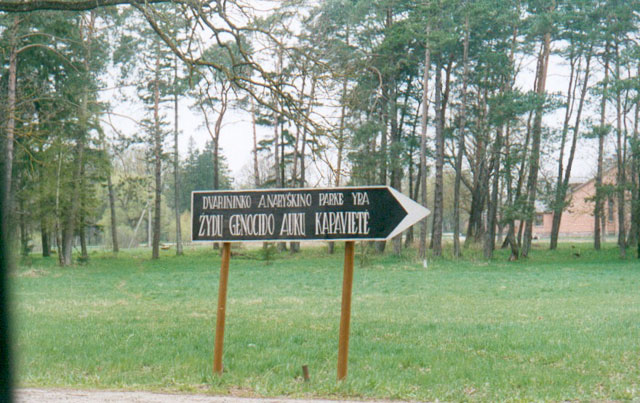 DVARININKO A.NARYŠKINO PARKE YRA
ŽYDŲ GENOCIDO AUKŲ KAPAVIETĖ